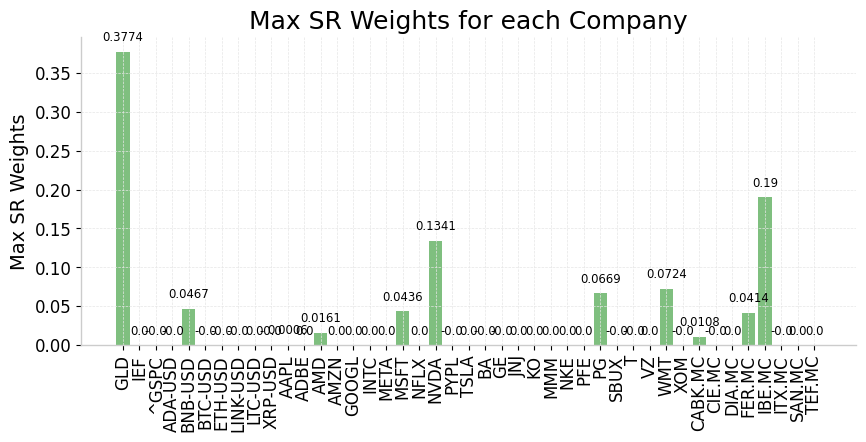 Max SR Weights for each Company
Max SR Weights
0.35
0.30
0.25
0.20
0.15
0.10
0.05
0.00
0.3774
0.0467
0.0006
0.0161
0.0436
0.1341
0.0669
0.0724
0.0108
0.0414
0.19
GLD
IEF
^GSPC
ADA-USD
BNB-USD
BTC-USD
ETH-USD
LINK-USD
LTC-USD
XRP-USD
AAPL
ADBE
AMD
AMZN
GOOGL
INTC
META
MSFT
NFLX
NVDA
PYPL
TSLA
BA
GE
JNJ
KO
MMM
NKE
PFE
PG
SBUX
T
VZ
WMT
XOM
CABK.MC
CIE.MC
DIA.MC
FER.MC
IBE.MC
ITX.MC
SAN.MC
TEF.MC